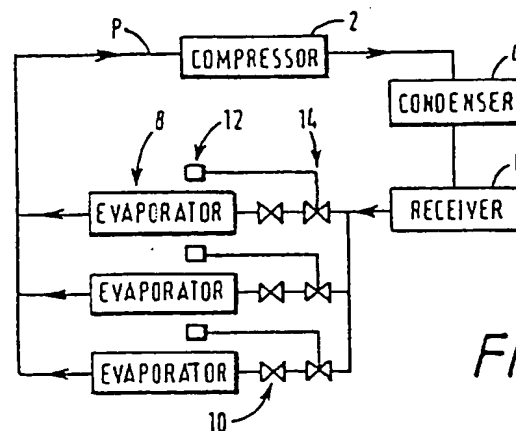 P
2
COMPRESSOR
CONDENSER
8
12
14
EVAPORATOR
RECEIVER
EVAPORATOR
EVAPORATOR
10